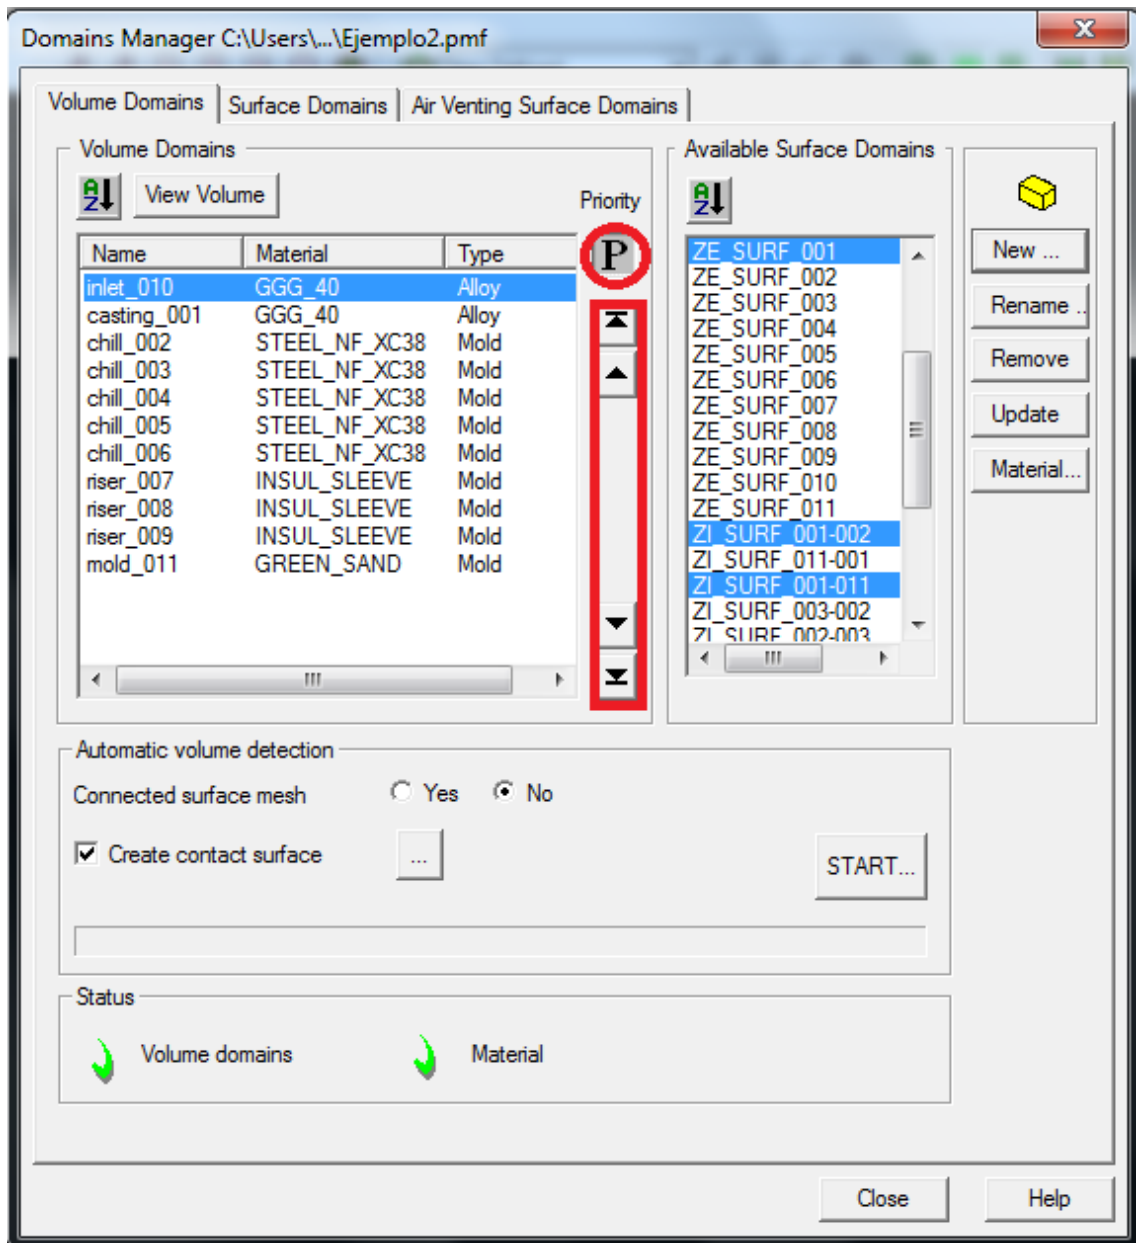 Domains Manager C:\Users\...\Ejemplo2.pmf
X
Volume Domains
Surface Domains
Air Venting Surface Domains
Volume Domains
A
Z
View Volume
Priority
P
Name Material Type
inlet_010 GGG_40 Alloy
casting_001 GGG_40 Alloy
chill_002 STEEL_NF_XC38 Mold
chill_003 STEEL_NF_XC38 Mold
chill_004 STEEL_NF_XC38 Mold
chill_005 STEEL_NF_XC38 Mold
chill_006 STEEL_NF_XC38 Mold
riser_007 INSUL_SLEEVE Mold
riser_008 INSUL_SLEEVE Mold
riser_009 INSUL_SLEEVE Mold
mold_011 GREEN_SAND Mold
Available Surface Domains
A
Z
ZE_SURF_001
ZE_SURF_002
ZE_SURF_003
ZE_SURF_004
ZE_SURF_005
ZE_SURF_006
ZE_SURF_007
ZE_SURF_008
ZE_SURF_009
ZE_SURF_010
ZE_SURF_011
ZI_SURF_001-002
ZI_SURF_011-001
ZI_SURF_001-011
ZI_SURF_003-002
ZI_SURF_002-003
New ...
Rename ..
Remove
Update
Material...
Automatic volume detection
Connected surface mesh Yes No
Create contact surface ...
START...
Status
Volume domains Material
Close Help